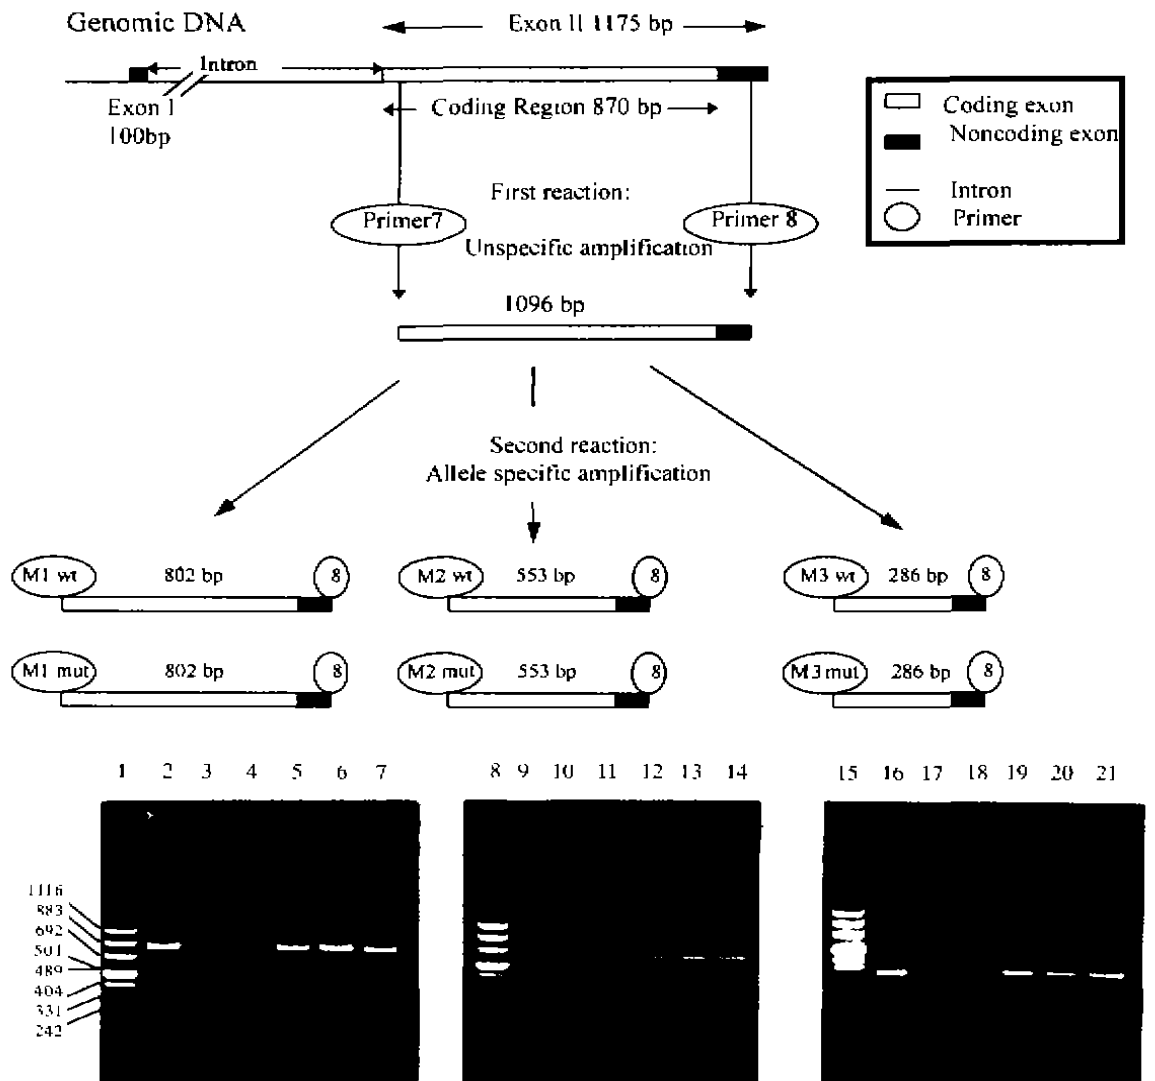 Genomic DNA
Exon II 1175 bp
Intron
Exon I
100bp
Coding Region 870 bp
Coding exon
Noncoding exon
Intron
Primer
First reaction:
Primer7
Primer 8
Unspecific amplification
1096 bp
Second reaction:
Allele specific amplification
M1 wt 802 bp 8
M2 wt 553 bp 8
M3 wt 286 bp 8
M1 mut 802 bp 8
M2 mut 553 bp 8
M3 mut 286 bp 8
1 2 3 4 5 6 7
8 9 10 11 12 13 14
15 16 17 18 19 20 21
1116
883
692
501
489
404
331
242